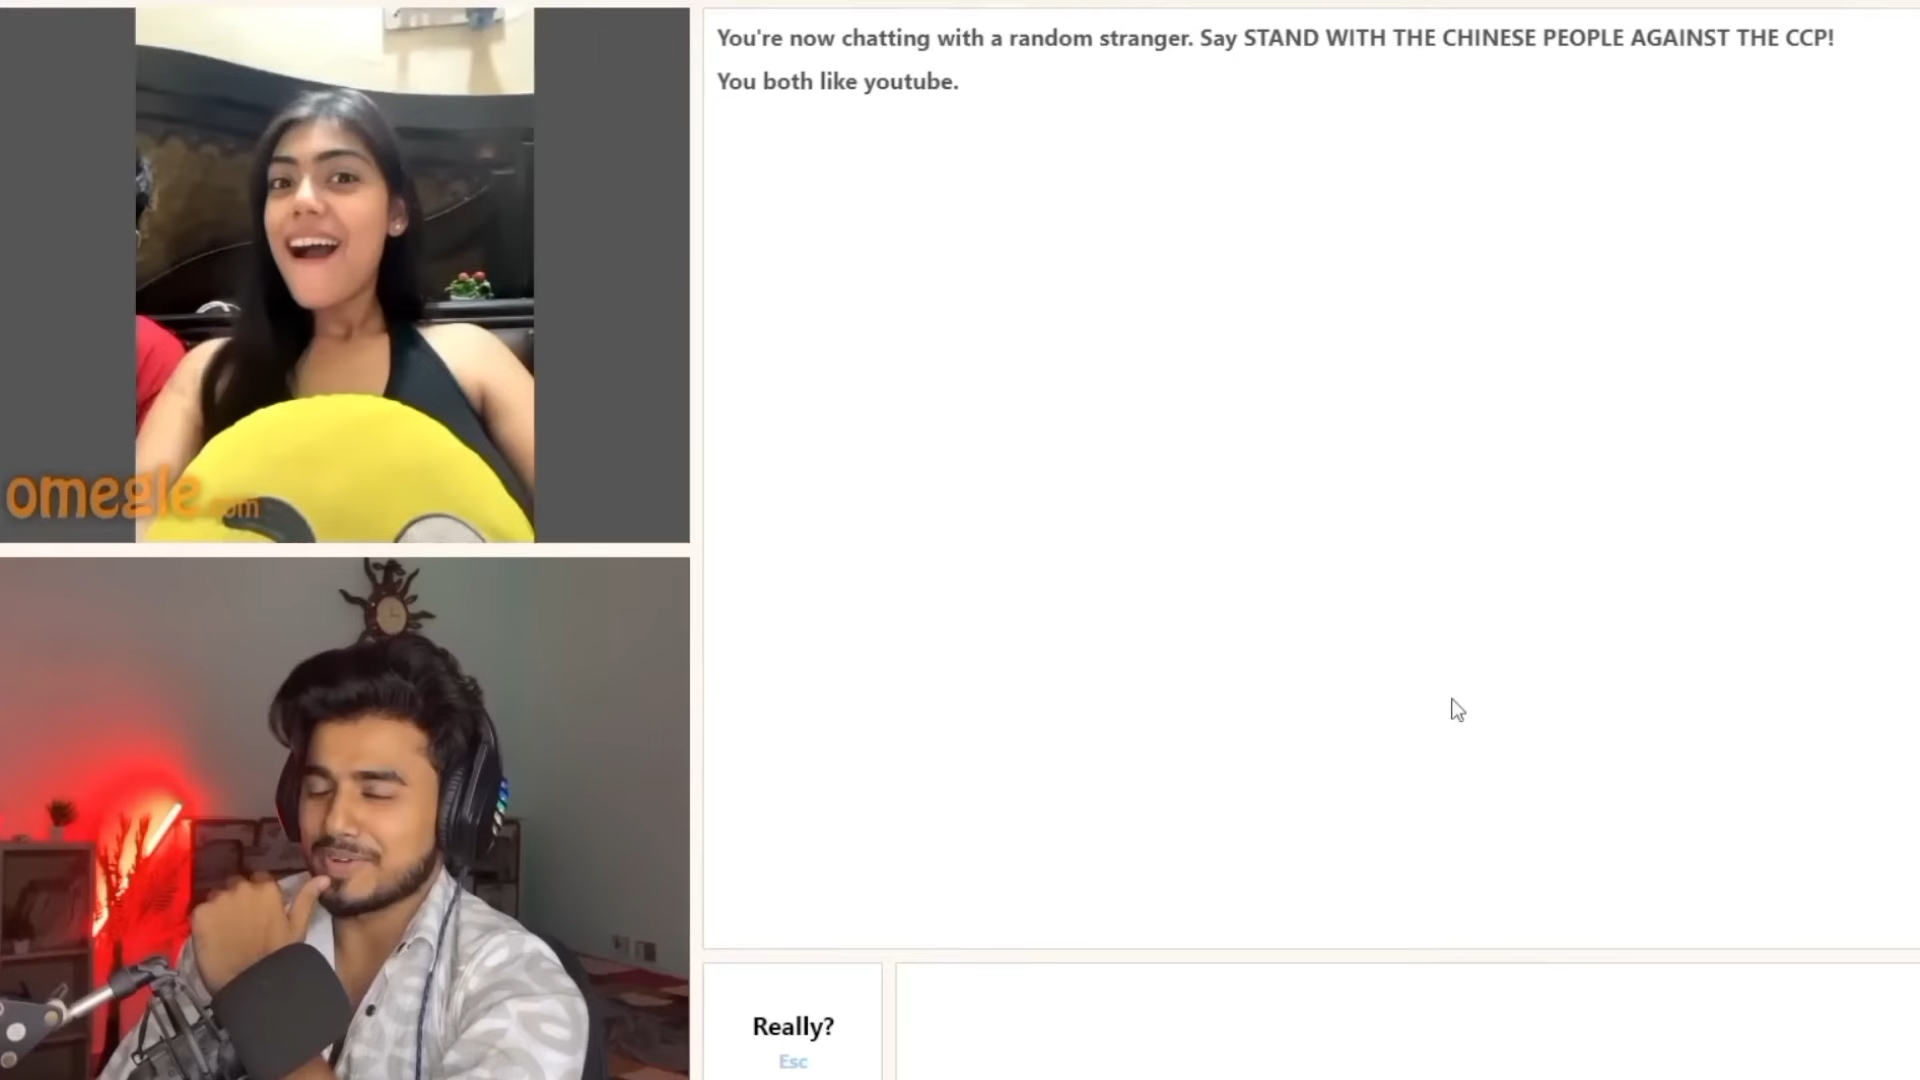 You're now chatting with a random stranger. Say STAND WITH THE CHINESE PEOPLE AGAINST THE CCP!
You both like youtube.
omegle.com
Really?
Esc